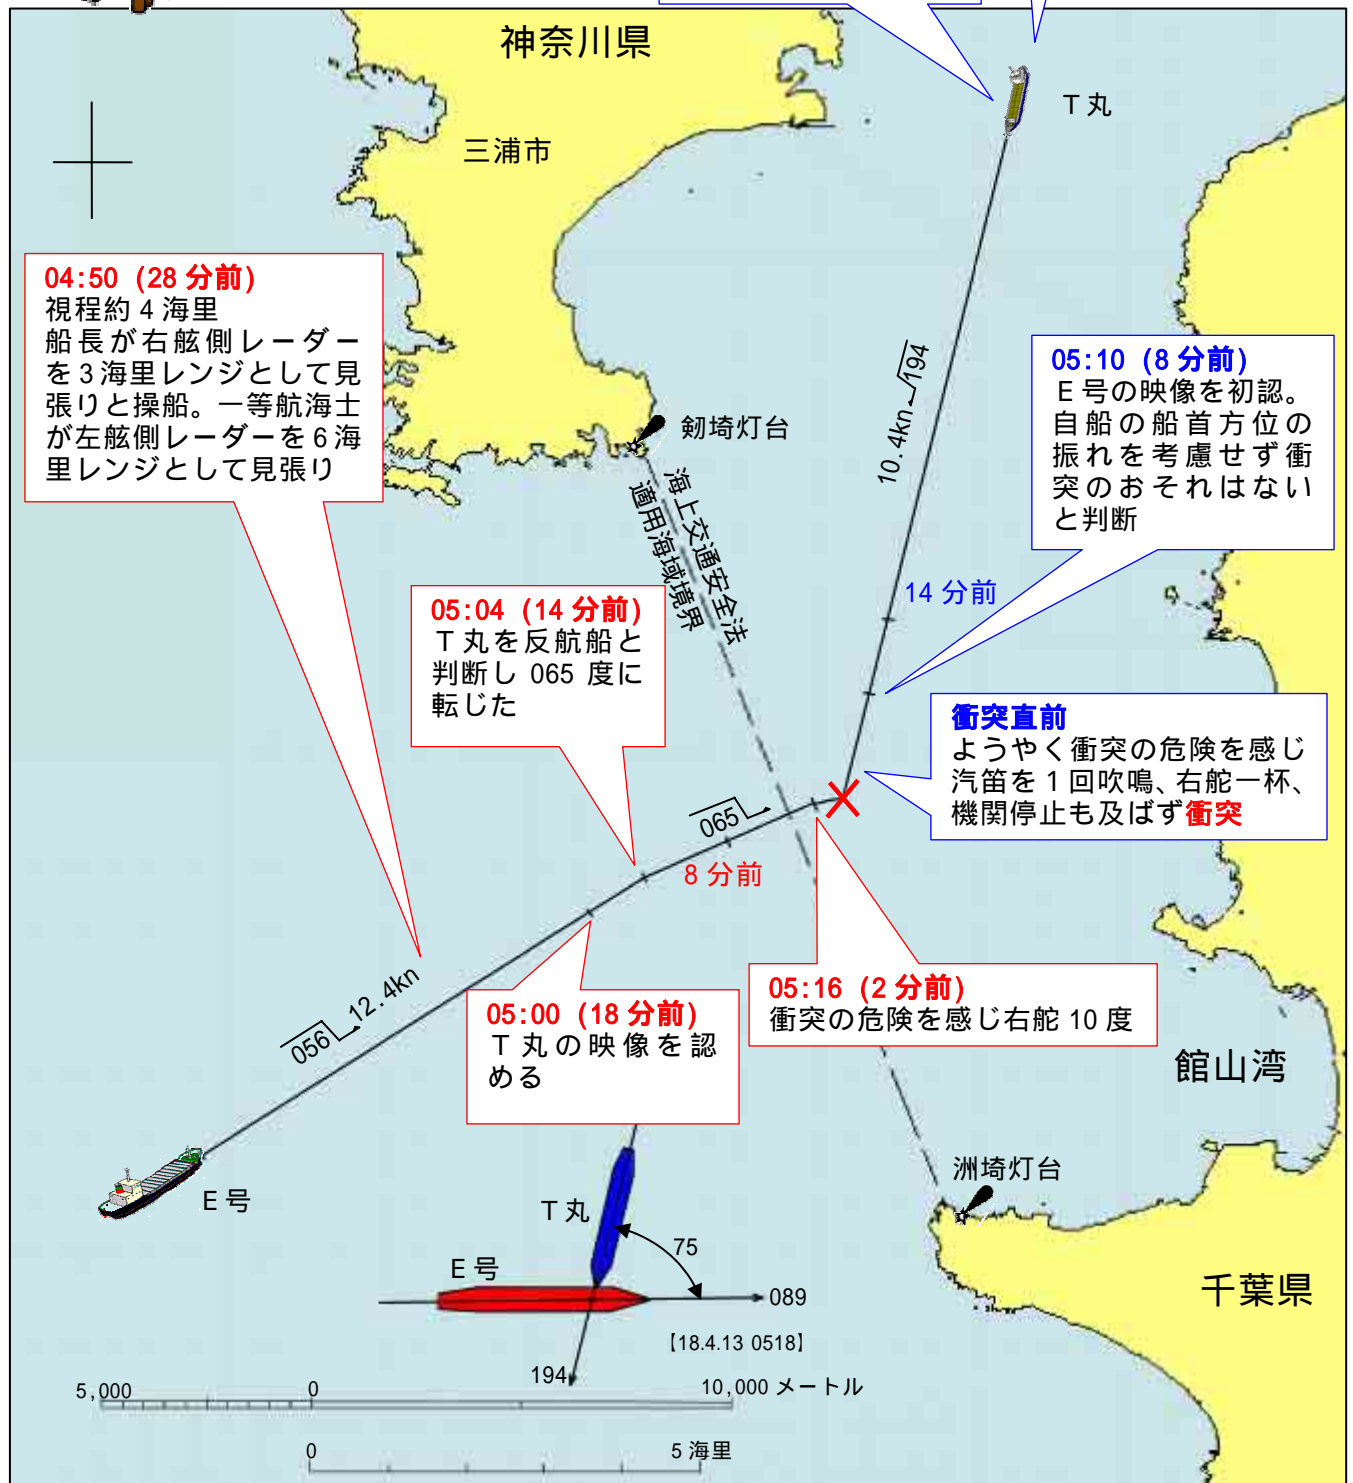 神奈川県
T丸
三浦市
04:50 (28分前)
視程約4海里
船長が右舷側レーダー
を3海里レンジとして見
張りと操船。一等航海士
が左舷側レーダーを6海
里レンジとして見張り
剱埼灯台
10.4kn 194
05:10 (8分前)
E号の映像を初認。
自船の船首方位の
振れを考慮せず衝
突のおそれはない
と判断
海上交通安全法
適用海域境界
14分前
05:04 (14分前)
T丸を反航船と
判断し 065 度に
転じた
衝突直前
ようやく衝突の危険を感じ
汽笛を1回吹鳴、右舵一杯、
機関停止も及ばず衝突
065
8分前
05:00 (18分前)
T丸の映像を認
める
05:16 (2分前)
衝突の危険を感じ右舵10度
056 12.4kn
館山湾
E号
洲埼灯台
T丸
75
E号
089
千葉県
[18.4.13 0518]
194
5,000 0 10,000 メートル
0 5海里